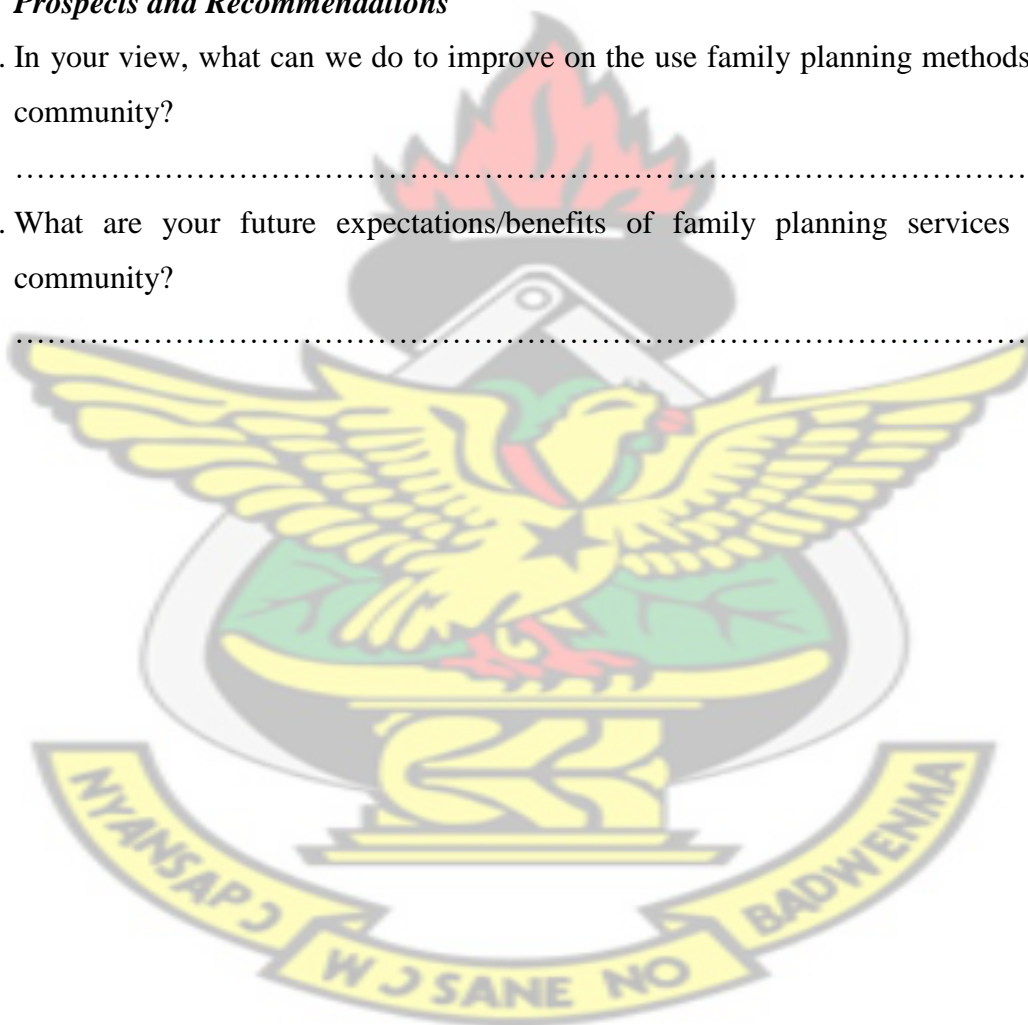 Prospects and Recommendations
. In your view, what can we do to improve on the use family planning methods
community?
……………………………………………………………………………………
. What are your future expectations/benefits of family planning services
community?
……………………………………………………………………………………
NYANSAPƆ
WƆSANE NO
BADWENMA